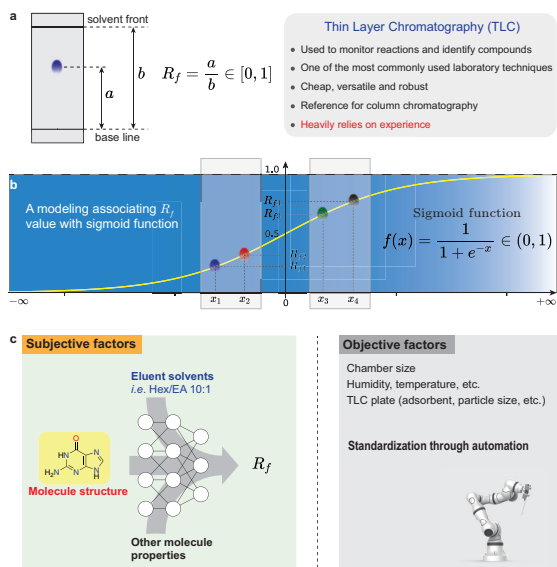 a
solvent front
b
a
base line
R_f = a/b ∈ [0, 1]
Thin Layer Chromatography (TLC)
• Used to monitor reactions and identify compounds
• One of the most commonly used laboratory techniques
• Cheap, versatile and robust
• Reference for column chromatography
• Heavily relies on experience
b
1.0
A modeling associating R_f
value with sigmoid function
0.5
Sigmoid function
f(x) = 1/(1 + e^{-x}) ∈ (0, 1)
−∞
x_1
x_2
0
x_3
x_4
+∞
c
Subjective factors
Eluent solvents
i.e. Hex/EA 10:1
O
HN
N
H₂N
N
N
H
Molecule structure
R_f
Other molecule
properties
Objective factors
Chamber size
Humidity, temperature, etc.
TLC plate (adsorbent, particle size, etc.)
Standardization through automation